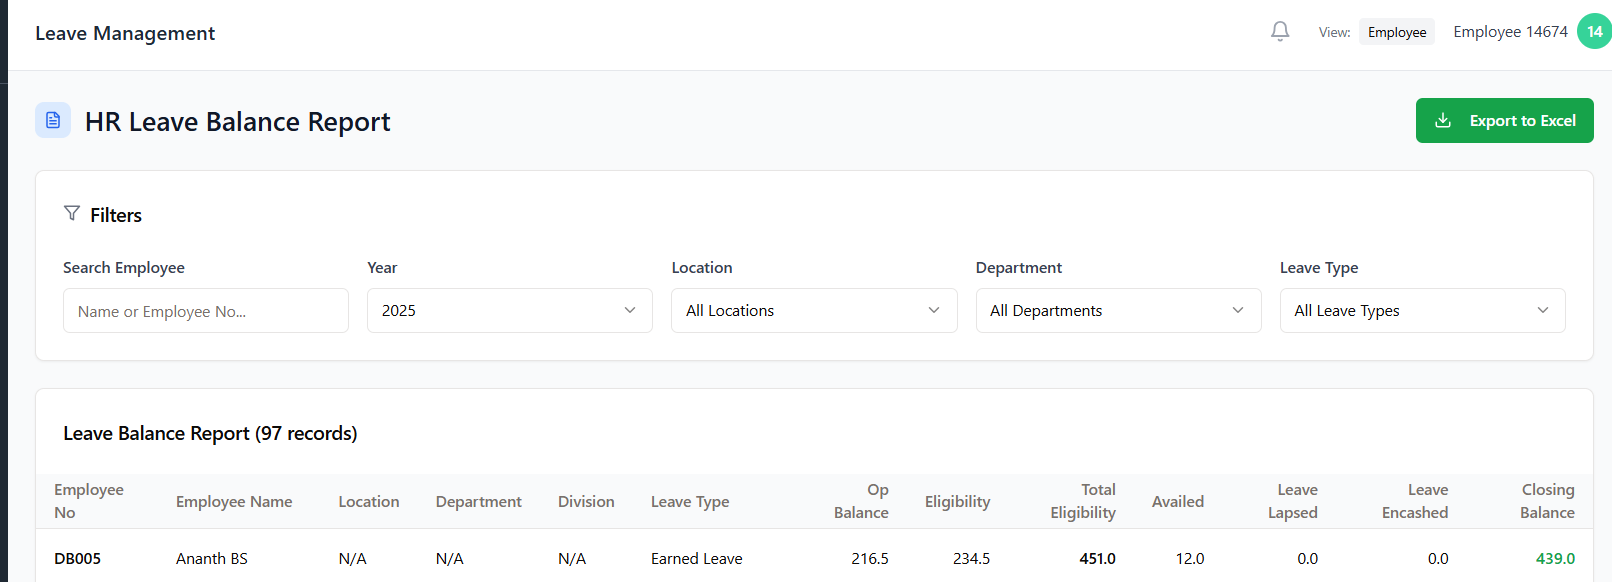 Leave Management
View: Employee Employee 14674 14
HR Leave Balance Report
Export to Excel
Filters
Search Employee Year Location Department Leave Type
Name or Employee No... 2025 All Locations All Departments All Leave Types
Leave Balance Report (97 records)
Employee No Employee Name Location Department Division Leave Type Op Balance Eligibility Total Eligibility Availed Leave Lapsed Leave Encashed Closing Balance
DB005 Ananth BS N/A N/A N/A Earned Leave 216.5 234.5 451.0 12.0 0.0 0.0 439.0